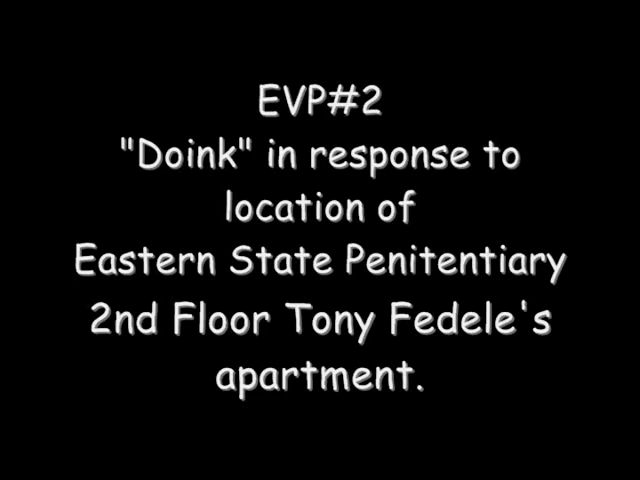 EVP#2
"Doink" in response to
location of
Eastern State Penitentiary
2nd Floor Tony Fedele's
apartment.